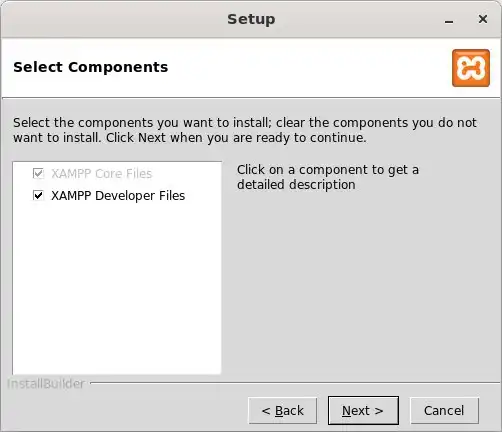 Setup
Select Components
Select the components you want to install; clear the components you do not
want to install. Click Next when you are ready to continue.
XAMPP Core Files
XAMPP Developer Files
Click on a component to get a
detailed description
InstallBuilder
< Back
Next >
Cancel